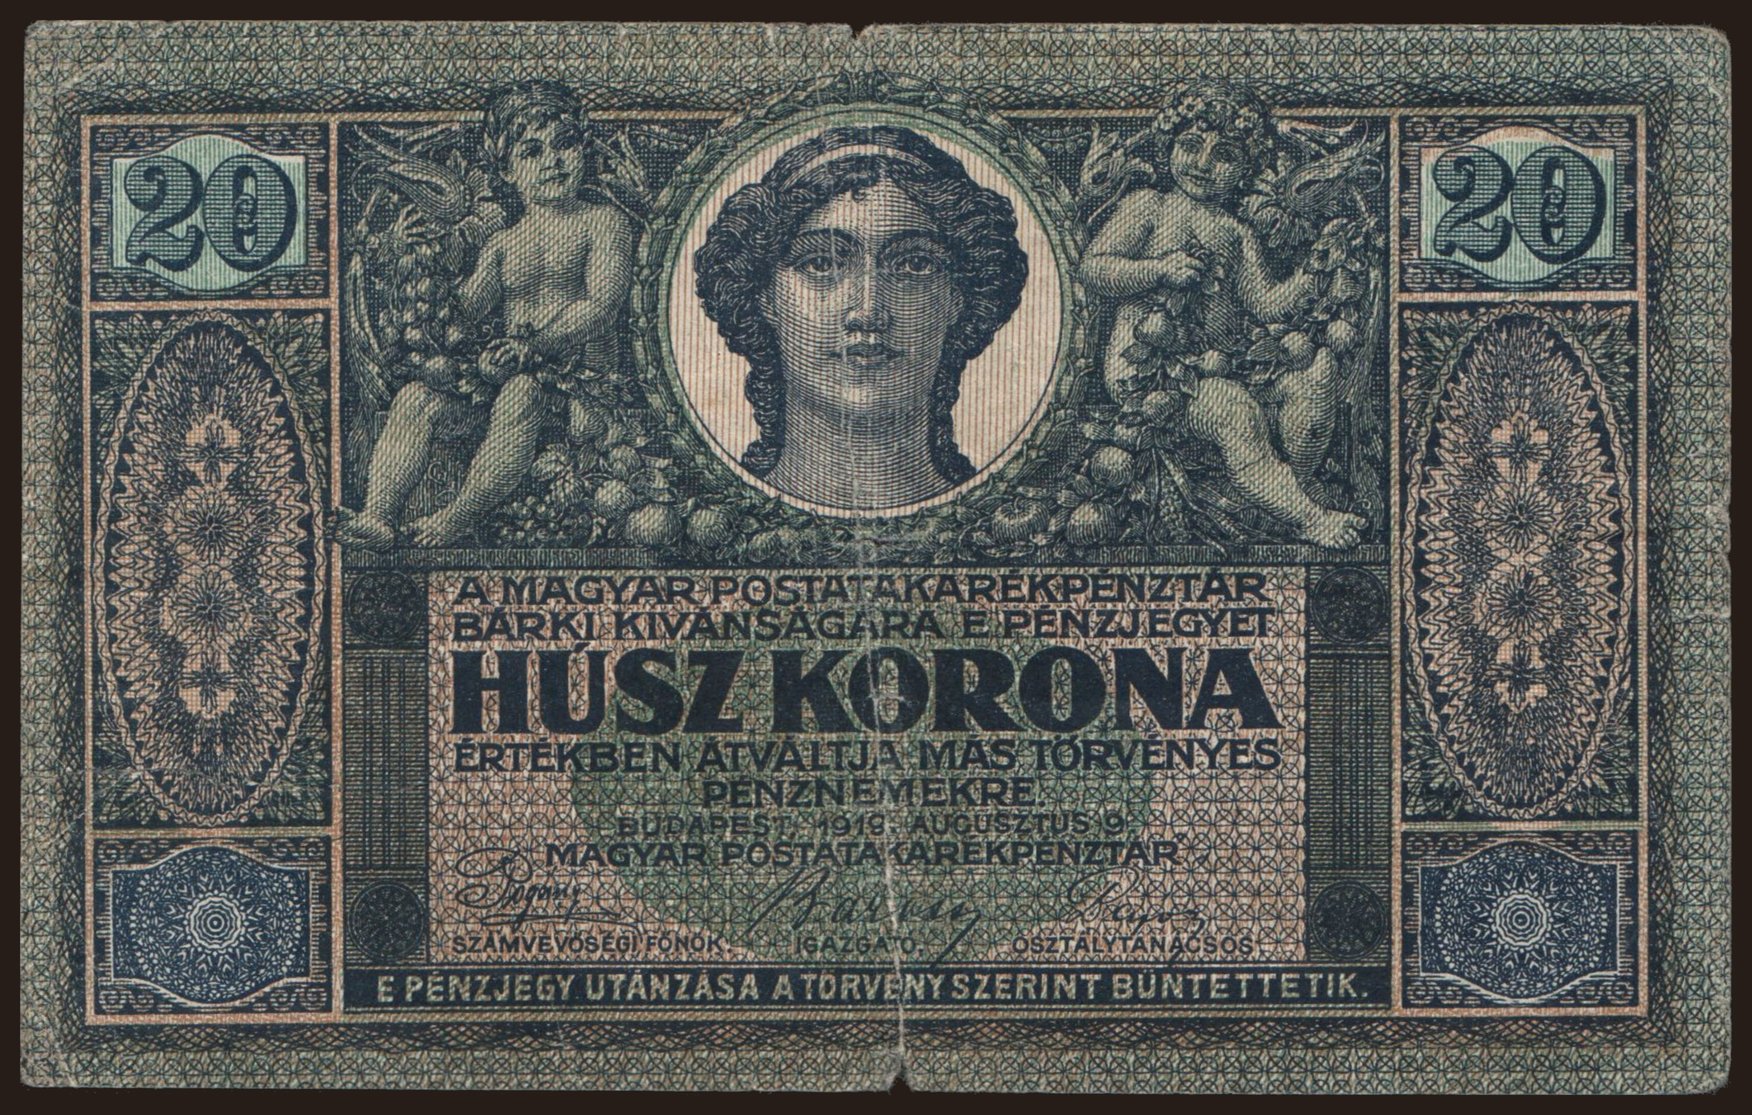 20 20
A MAGYAR POSTATAKARÉKPÉNZTÁR
BÁRKI KIVÁNSÁGÁRA E PÉNZJEGYET
HÚSZ KORONA
ÉRTÉKBEN ÁTVÁLTJA MÁS TÖRVÉNYES
PÉNZNEMEKRE.
BUDAPEST, 1919. AUGUSZTUS 9.
MAGYAR POSTATAKARÉKPÉNZTÁR
SZÁMVEVŐSÉGI FŐNÖK. IGAZGATÓ. OSZTÁLYTANÁCSOS
E PÉNZJEGY UTÁNZÁSA A TÖRVÉNY SZERINT BÜNTETTETIK.